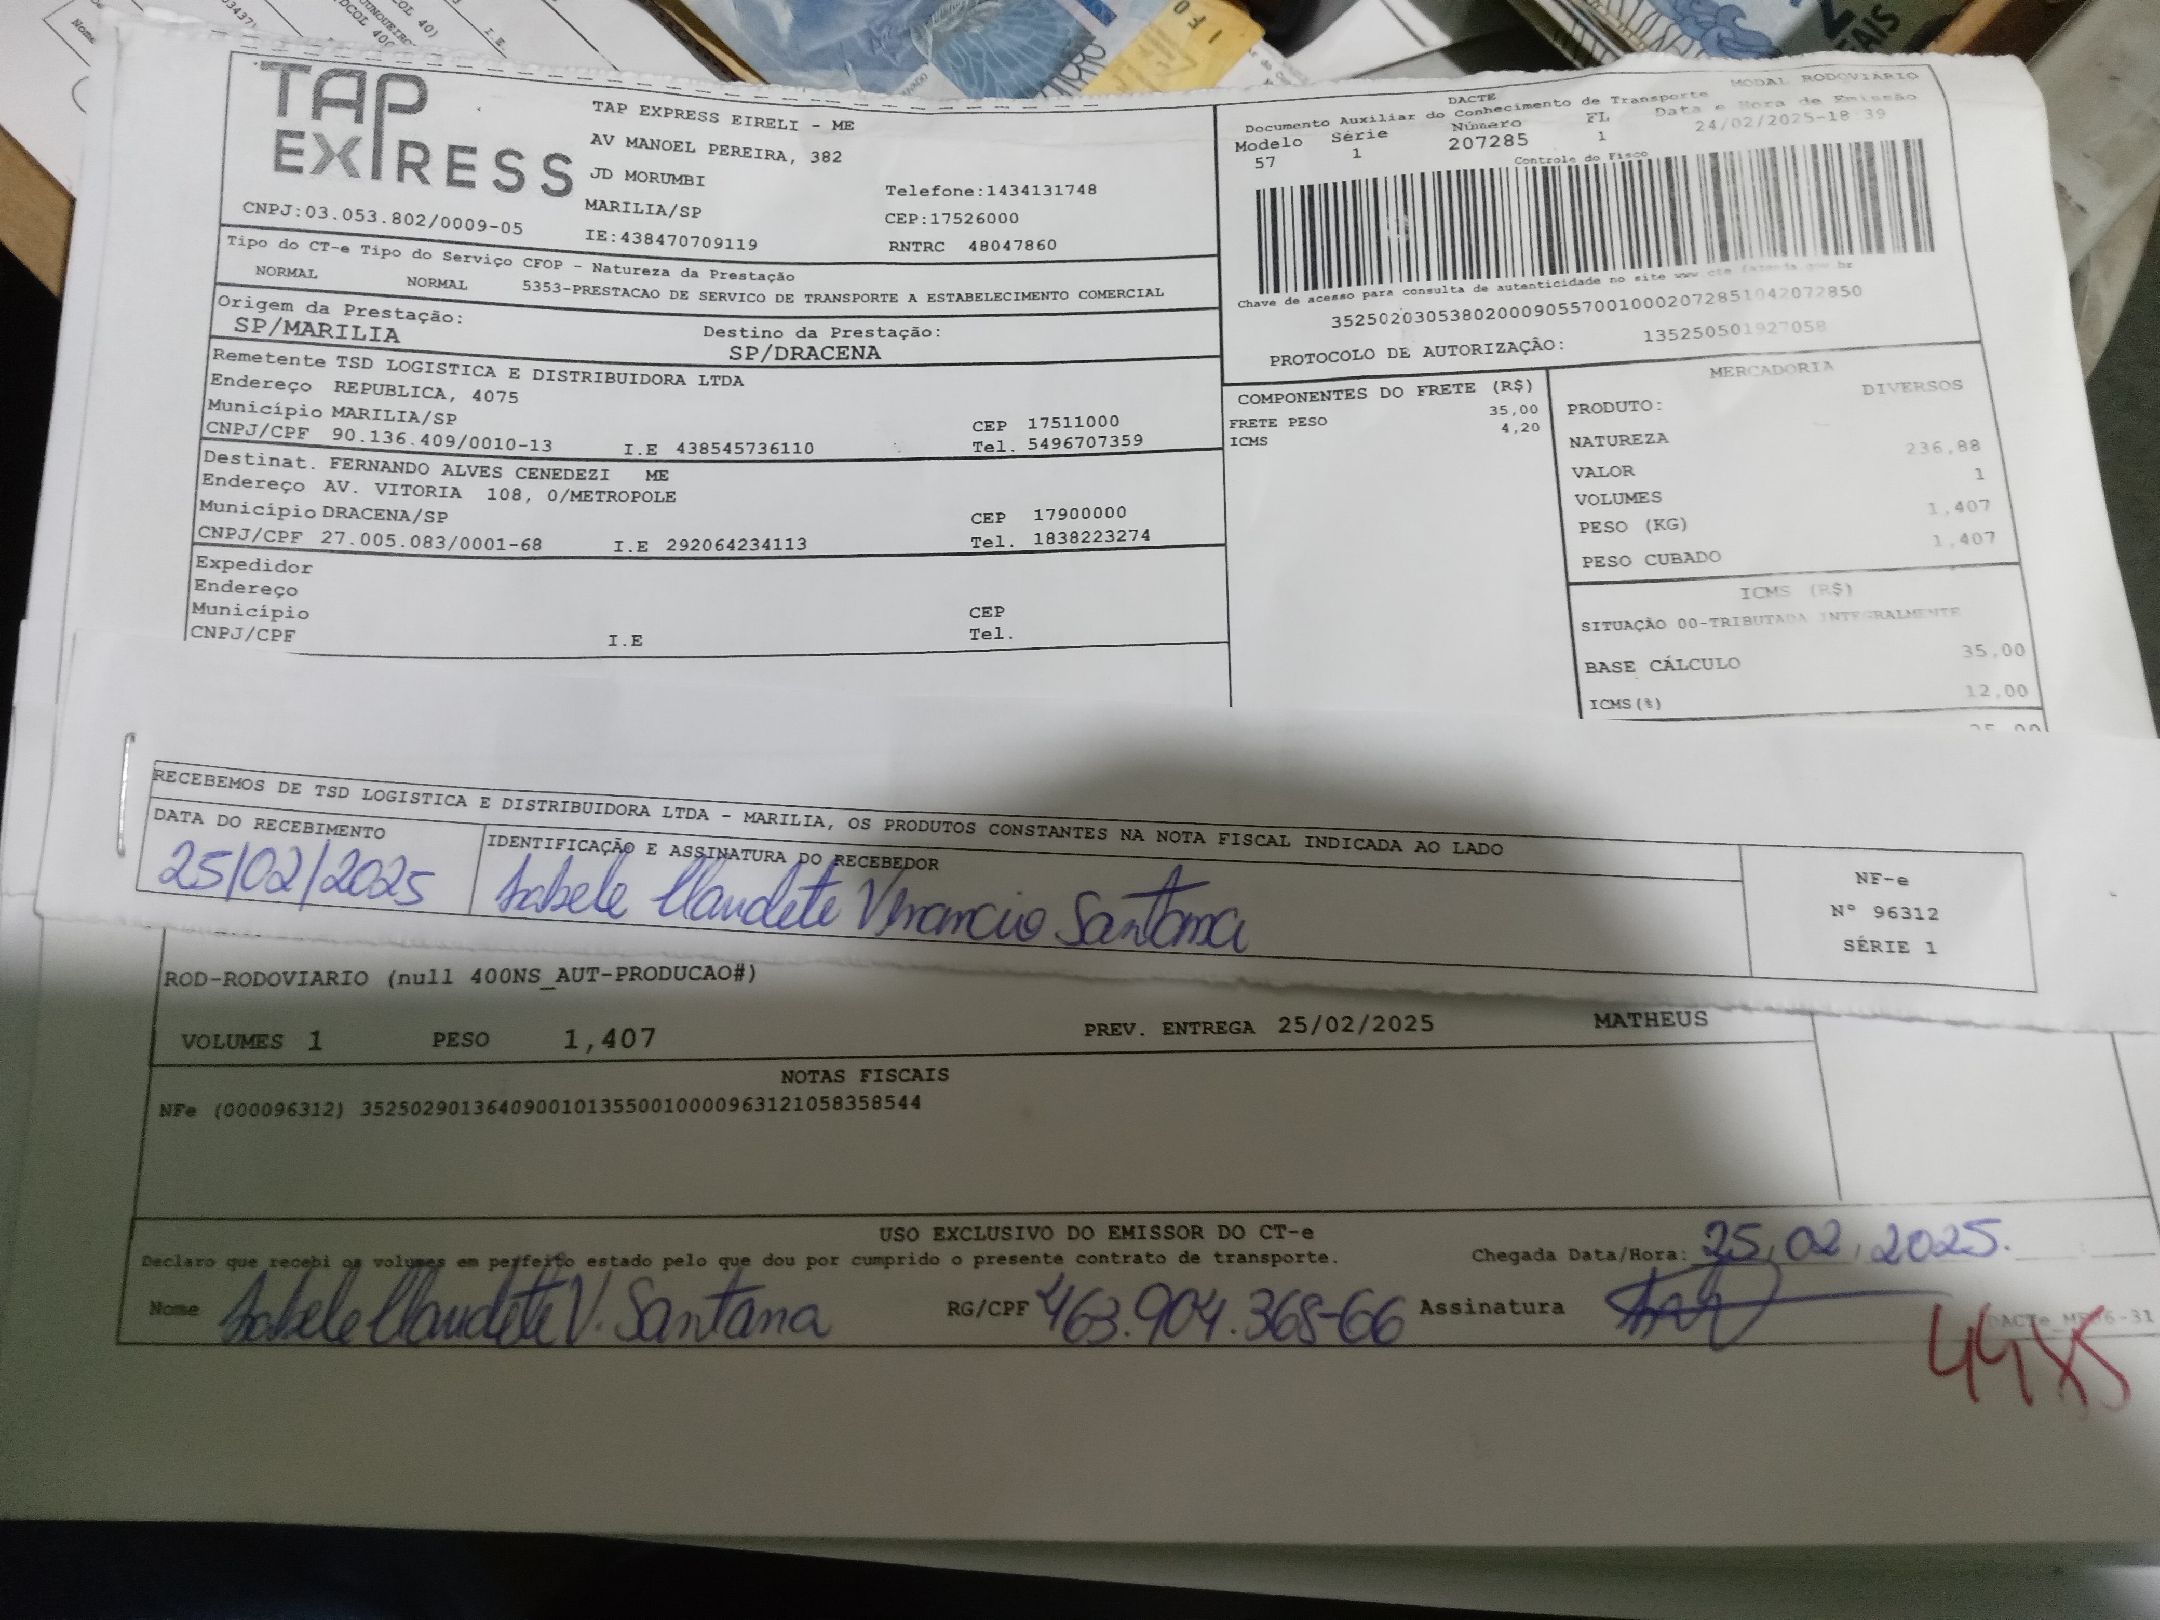 TAP
EXPRESS
TAP EXPRESS EIRELI - ME
AV MANOEL PEREIRA, 382
JD MORUMBI
MARILIA/SP
IE:438470709119
Telefone:1434131748
CEP:17526000
RNTRC 48047860
CNPJ:03.053.802/0009-05
DACTE
MODAL RODOVIÁRIO
Documento Auxiliar do Conhecimento de Transporte
Modelo Série Número FL Data e Hora de Emissão
57 1 207285 1 24/02/2025-18:39
Controle do Fisco
Chave de acesso para consulta de autenticidade no site www.cte.fazenda.gov.br
35250203053802000905570010002072851042072850
PROTOCOLO DE AUTORIZAÇÃO: 135250501927058
Tipo do CT-e Tipo do Serviço CFOP - Natureza da Prestação
NORMAL NORMAL 5353-PRESTACAO DE SERVICO DE TRANSPORTE A ESTABELECIMENTO COMERCIAL
Origem da Prestação: Destino da Prestação:
SP/MARILIA SP/DRACENA
Remetente TSD LOGISTICA E DISTRIBUIDORA LTDA
Endereço REPUBLICA, 4075
Município MARILIA/SP CEP 17511000
CNPJ/CPF 90.136.409/0010-13 I.E 438545736110 Tel. 5496707359
Destinat. FERNANDO ALVES CENEDEZI ME
Endereço AV. VITORIA 108, 0/METROPOLE
Município DRACENA/SP CEP 17900000
CNPJ/CPF 27.005.083/0001-68 I.E 292064234113 Tel. 1838223274
Expedidor
Endereço
Município CEP
CNPJ/CPF I.E Tel.
COMPONENTES DO FRETE (R$)
FRETE PESO 35,00
ICMS 4,20
MERCADORIA
PRODUTO: DIVERSOS
NATUREZA
VALOR 236,88
VOLUMES 1
PESO (KG) 1,407
PESO CUBADO 1,407
ICMS (R$)
SITUAÇÃO 00-TRIBUTADA INTEGRALMENTE
BASE CÁLCULO 35,00
ICMS(%) 12,00
RECEBEMOS DE TSD LOGISTICA E DISTRIBUIDORA LTDA - MARILIA, OS PRODUTOS CONSTANTES NA NOTA FISCAL INDICADA AO LADO
DATA DO RECEBIMENTO IDENTIFICAÇÃO E ASSINATURA DO RECEBEDOR
25/02/2025 Isabele Claudete Venancio Santana
NF-e
Nº 96312
SÉRIE 1
ROD-RODOVIARIO (null 400NS_AUT-PRODUCAO#)
VOLUMES 1 PESO 1,407 PREV. ENTREGA 25/02/2025 MATHEUS
NOTAS FISCAIS
NFe (000096312) 35250290136409001013550010000963121058358544
USO EXCLUSIVO DO EMISSOR DO CT-e
Declaro que recebi os volumes em perfeito estado pelo que dou por cumprido o presente contrato de transporte. Chegada Data/Hora: 25/02/2025.
Nome Isabele Claudete V. Santana RG/CPF 463.904.368-66 Assinatura